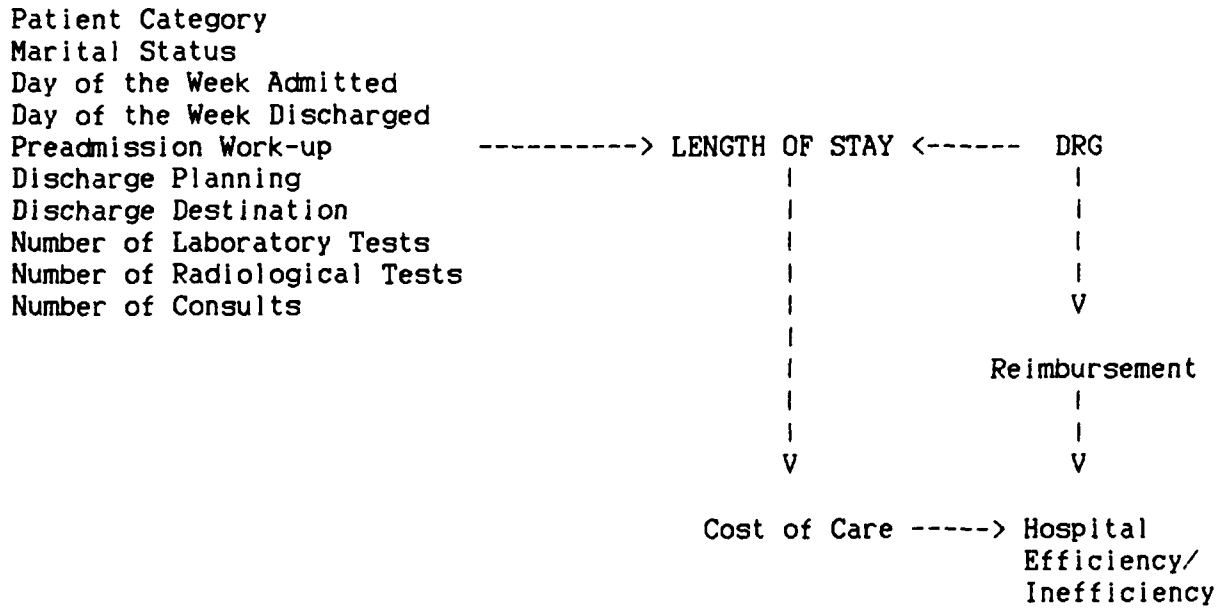 Patient Category
Marital Status
Day of the Week Admitted
Day of the Week Discharged
Preadmission Work-up ----------> LENGTH OF STAY <------ DRG
Discharge Planning
Discharge Destination
Number of Laboratory Tests
Number of Radiological Tests
Number of Consults
Reimbursement
Cost of Care -----> Hospital
Efficiency/
Inefficiency